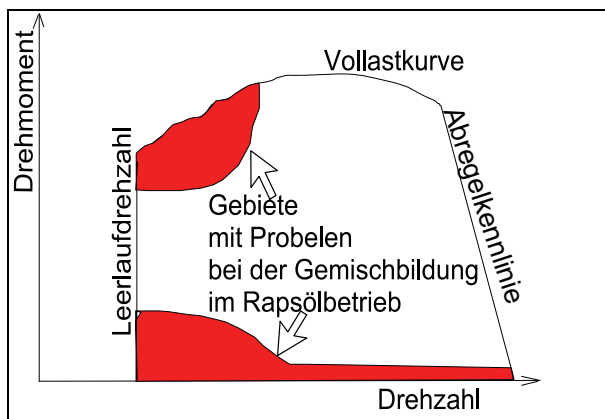 Drehmoment
Leerlaufdrehzahl
Vollastkurve
Abregelkennlinie
Gebiete
mit Probelen
bei der Gemischbildung
im Rapsölbetrieb
Drehzahl